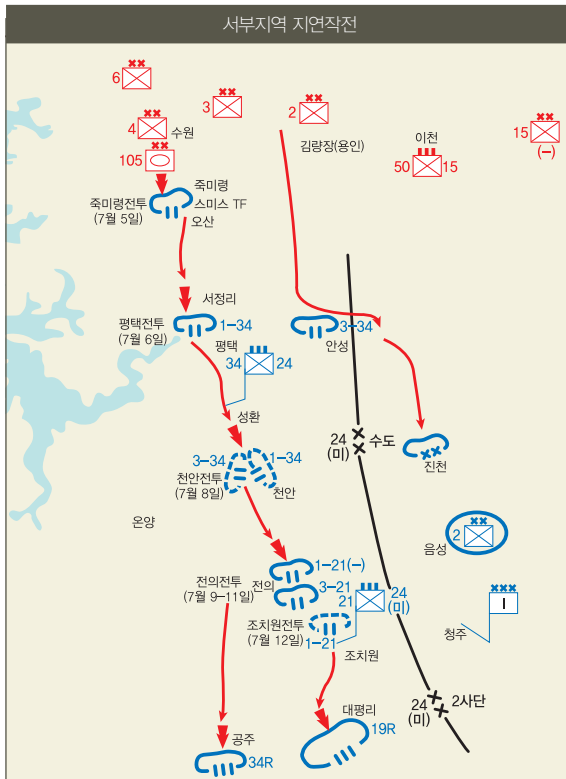 서부지역 지연작전
6
3
2
4
수원
15
(–)
이천
50
15
김량장(용인)
105
죽미령
스미스 TF
오산
죽미령전투
(7월 5일)
서정리
평택전투
(7월 6일)
1–34
3–34
안성
평택
34
24
성환
24
(미)
수도
진천
3–34
1–34
천안전투
(7월 8일)
천안
온양
2
음성
1–21(–)
전의전투
(7월 9–11일)
전의
3–21
21
24
(미)
I
청주
조치원전투
(7월 12일)
1–21
조치원
24
(미)
2사단
대평리
19R
공주
34R